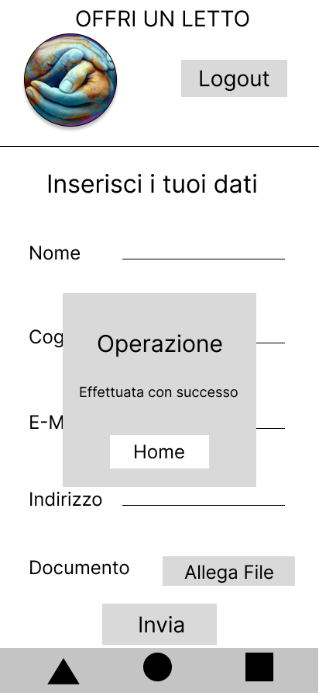 OFFRI UN LETTO
Logout
Inserisci i tuoi dati
Nome
Cog
Operazione
Effettuata con successo
E-M
Home
Indirizzo
Documento
Allega File
Invia